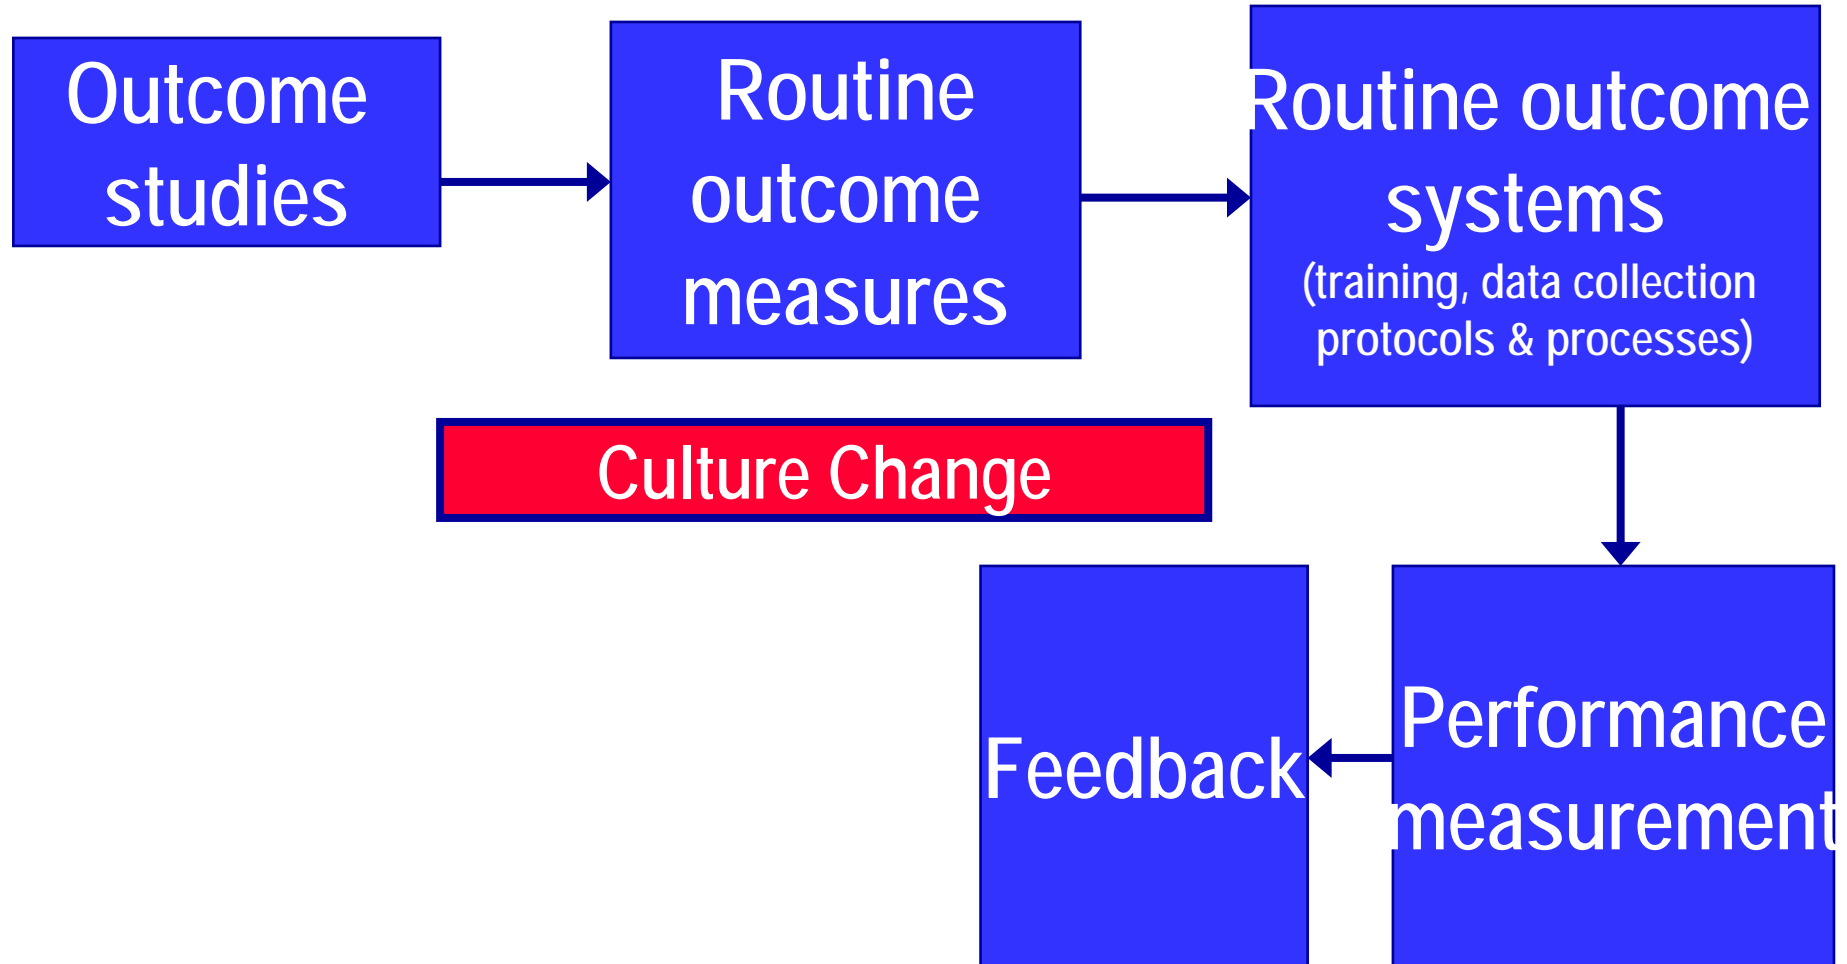 Outcome
studies
Routine
outcome
measures
Routine outcome
systems
(training, data collection
protocols & processes)
Culture Change
Feedback
Performance
measurement